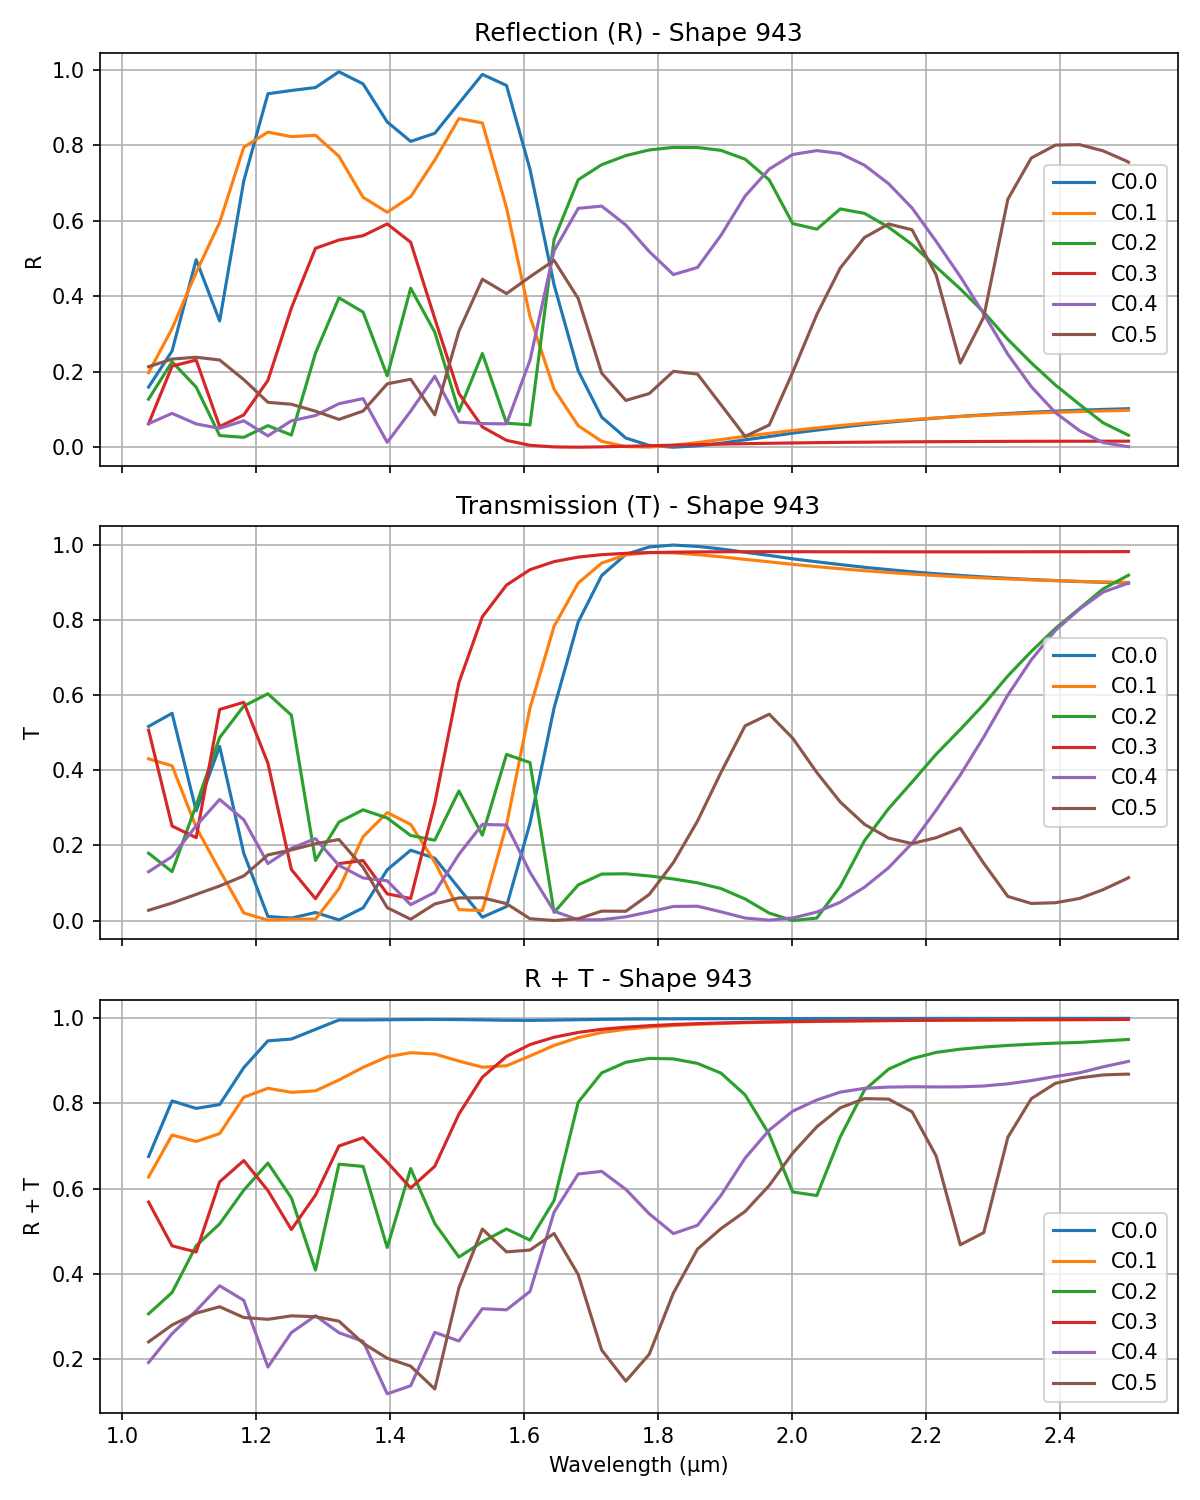 Reflection (R) - Shape 943
1.0
0.8
0.6
0.4
0.2
0.0
R
C0.0
C0.1
C0.2
C0.3
C0.4
C0.5
Transmission (T) - Shape 943
1.0
0.8
0.6
0.4
0.2
0.0
T
C0.0
C0.1
C0.2
C0.3
C0.4
C0.5
R + T - Shape 943
1.0
0.8
0.6
0.4
0.2
R + T
C0.0
C0.1
C0.2
C0.3
C0.4
C0.5
1.0 1.2 1.4 1.6 1.8 2.0 2.2 2.4
Wavelength (μm)